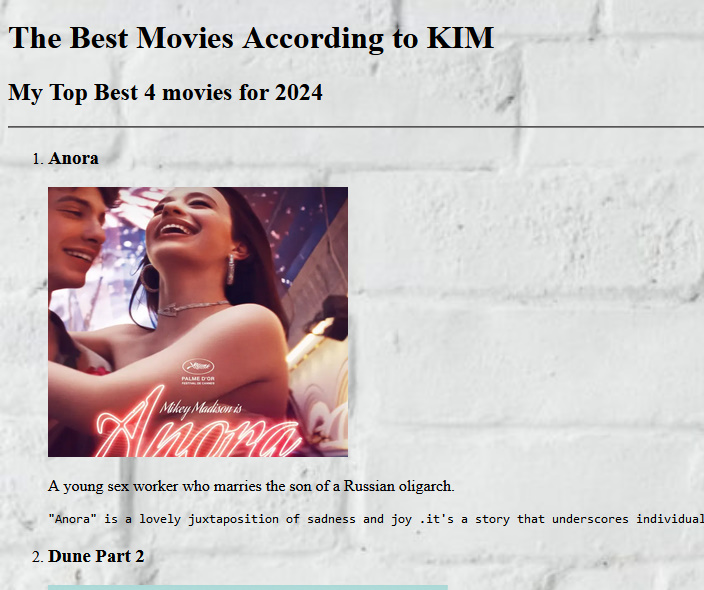 The Best Movies According to KIM
My Top Best 4 movies for 2024
1. Anora
PALME D'OR
FESTIVAL DE CANNES
Mikey Madison is
Anora
A young sex worker who marries the son of a Russian oligarch.
"Anora" is a lovely juxtaposition of sadness and joy .it's a story that underscores individual
2. Dune Part 2